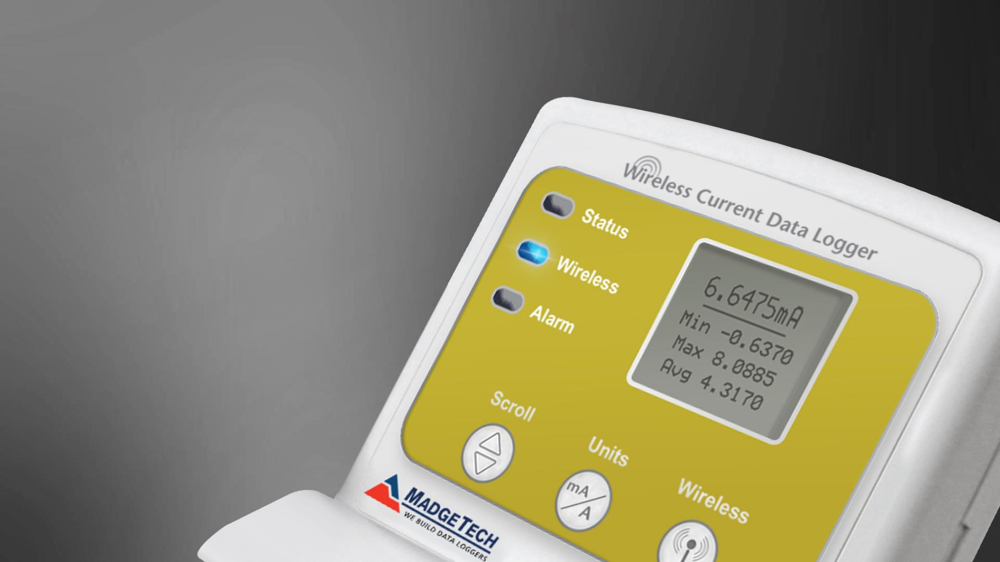 Wireless Current Data Logger
Status
Wireless
Alarm
6.6475mA
Min -0.6370
Max 8.0885
Avg 4.3170
Scroll
Units
Wireless
mA
A
MADGETECH
WE BUILD DATA LOGGERS